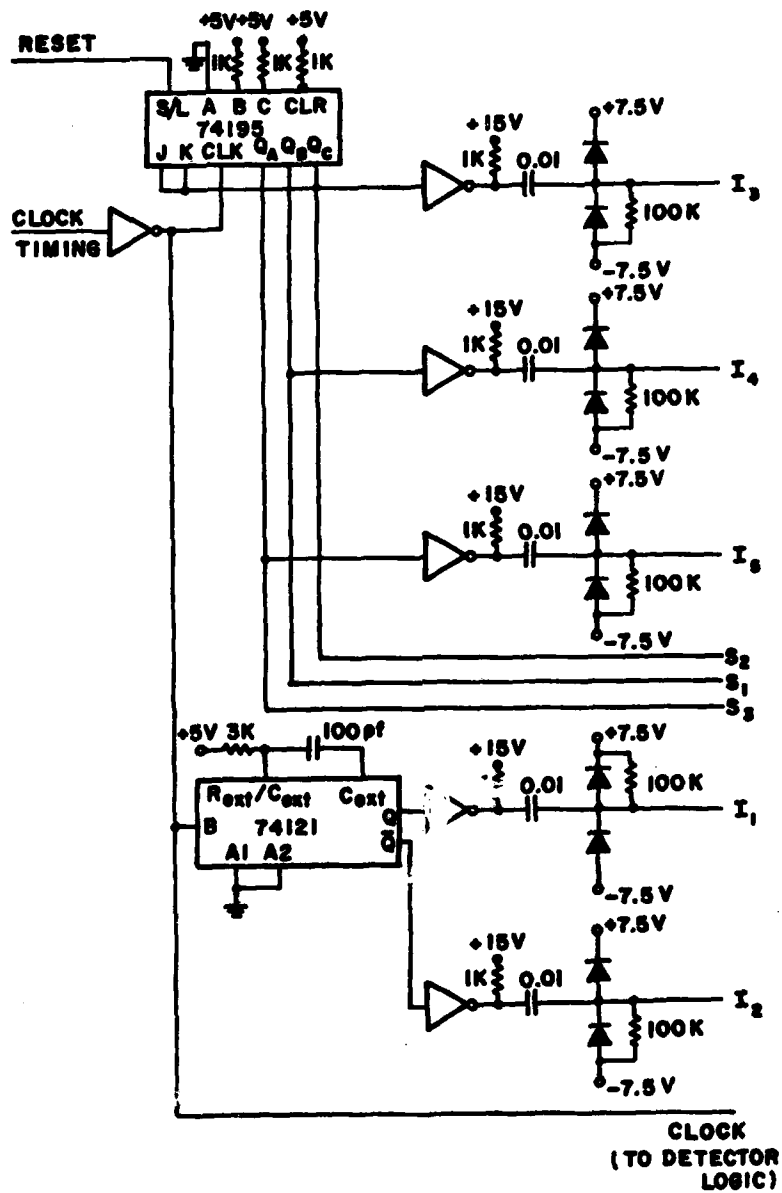 +5V +5V +5V
RESET
1K 1K 1K
S/L A B C CLR
74195
J K CLK QA QB QC
+15V
1K 0.01
+7.5V
I3
100K
-7.5V
CLOCK
TIMING
+7.5V
+15V
1K 0.01
I4
100K
-7.5V
+7.5V
+15V
1K 0.01
I5
100K
-7.5V
S2
S1
S3
+5V 3K 100pf
Rext/Cext Cext
B 74121 Q
Q̅
A1 A2
+15V
0.01
+7.5V
100K
I1
-7.5V
+7.5V
+15V
1K 0.01
I2
100K
-7.5V
CLOCK
(TO DETECTOR
LOGIC)